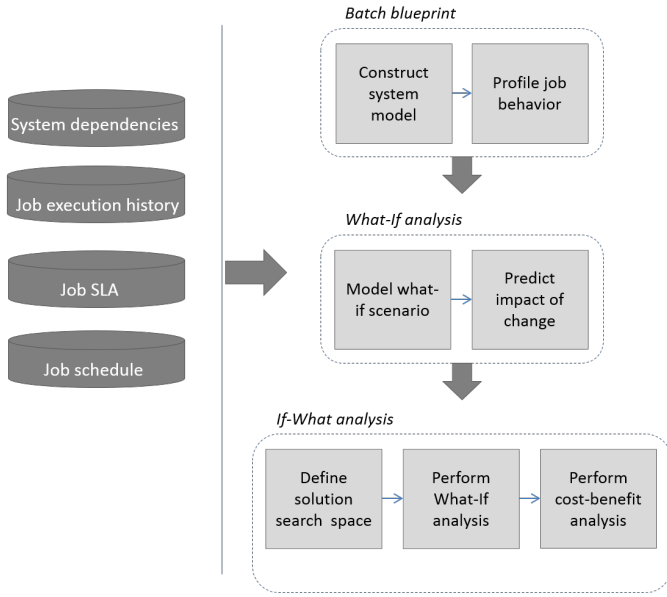 System dependencies
Job execution history
Job SLA
Job schedule
Batch blueprint
Construct
system
model
Profile job
behavior
What-If analysis
Model what-
if scenario
Predict
impact of
change
If-What analysis
Define
solution
search space
Perform
What-If
analysis
Perform
cost-benefit
analysis